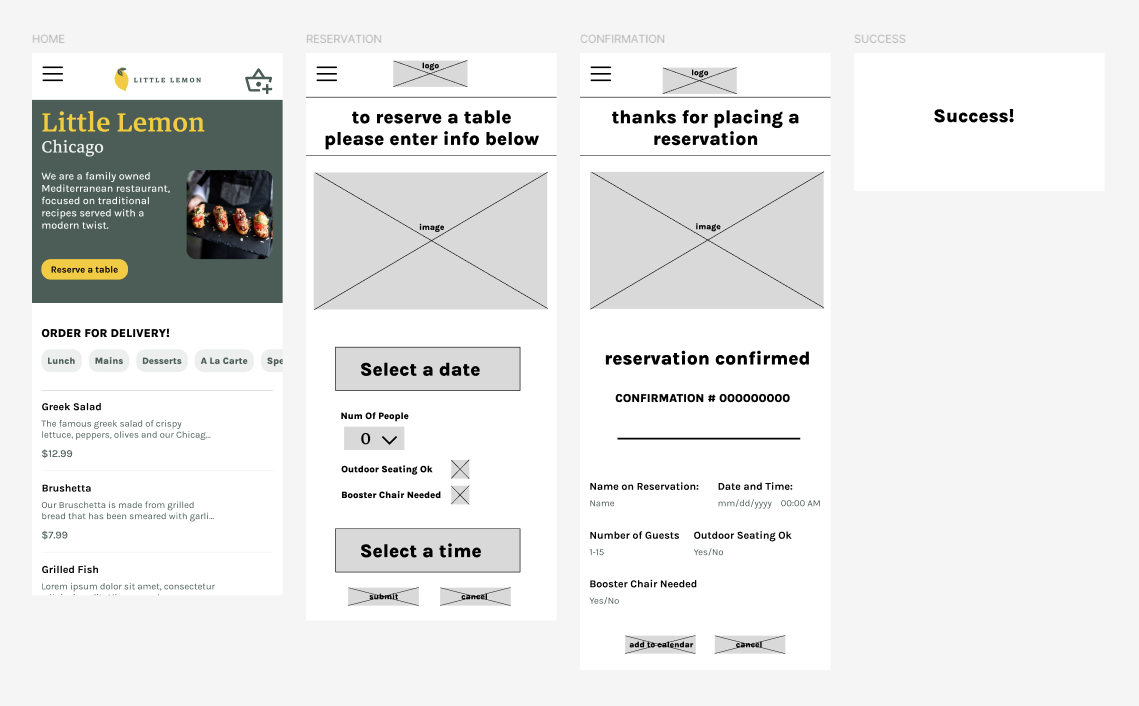 HOME
LITTLE LEMON
Little Lemon
Chicago
We are a family owned
Mediterranean restaurant,
focused on traditional
recipes served with a
modern twist.
Reserve a table
ORDER FOR DELIVERY!
Lunch
Mains
Desserts
A La Carte
Spe
Greek Salad
The famous greek salad of crispy
lettuce, peppers, olives and our Chicag...
$12.99
Brushetta
Our Bruschetta is made from grilled
bread that has been smeared with garli...
$7.99
Grilled Fish
Lorem ipsum dolor sit amet, consectetur
RESERVATION
logo
to reserve a table
please enter info below
image
Select a date
Num Of People
0
Outdoor Seating Ok
Booster Chair Needed
Select a time
submit
cancel
CONFIRMATION
logo
thanks for placing a
reservation
image
reservation confirmed
CONFIRMATION # 000000000
Name on Reservation:
Name
Date and Time:
mm/dd/yyyy 00:00 AM
Number of Guests
1-15
Outdoor Seating Ok
Yes/No
Booster Chair Needed
Yes/No
add to calendar
cancel
SUCCESS
Success!